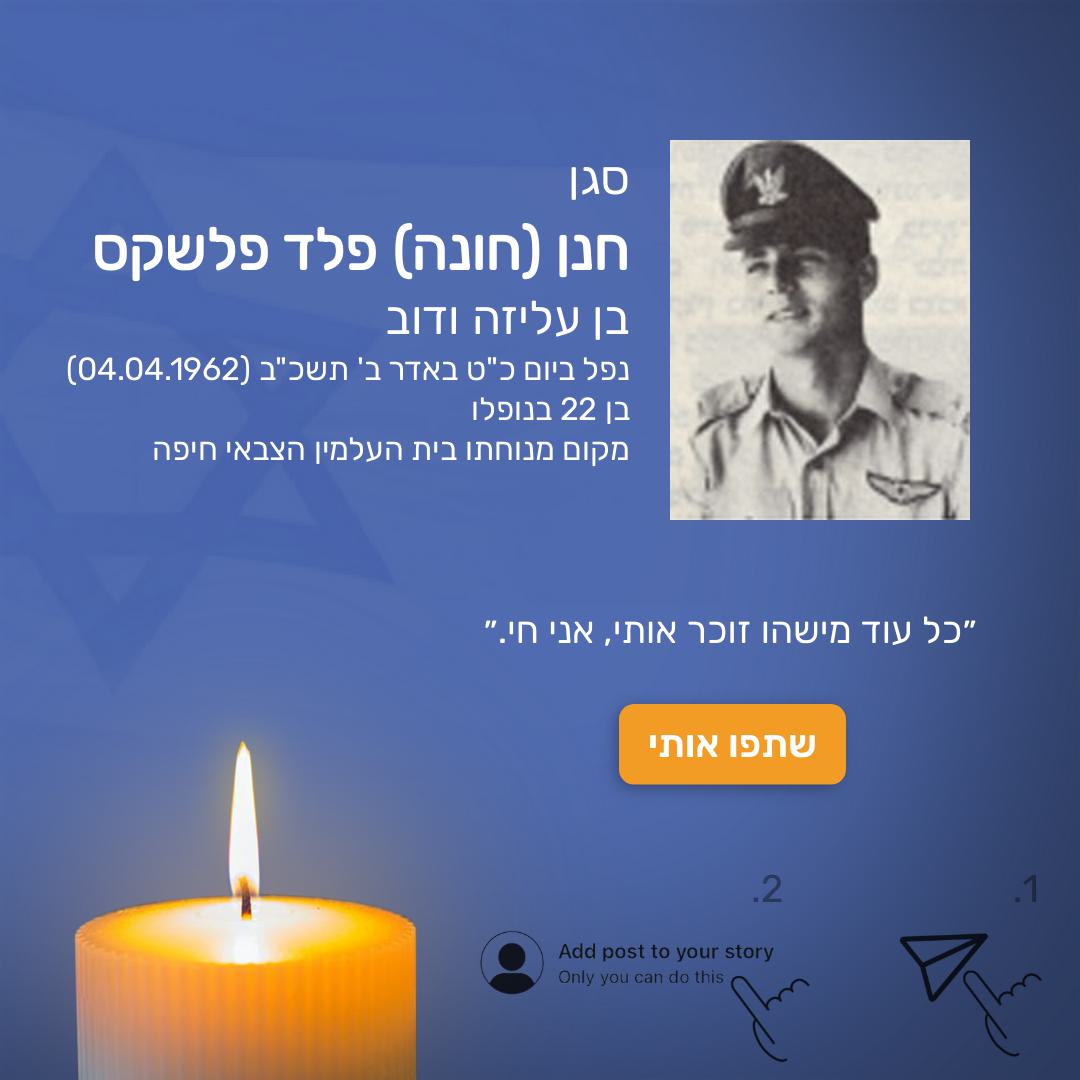 סגן
חנן (חונה) פלד פלשקס
בן עליזה ודוב
נפל ביום כ"ט באדר ב' תשכ"ב (04.04.1962)
בן 22 בנופלו
מקום מנוחתו בית העלמין הצבאי חיפה
״כל עוד מישהו זוכר אותי, אני חי.״
שתפו אותי
1.
2.
Add post to your story
Only you can do this